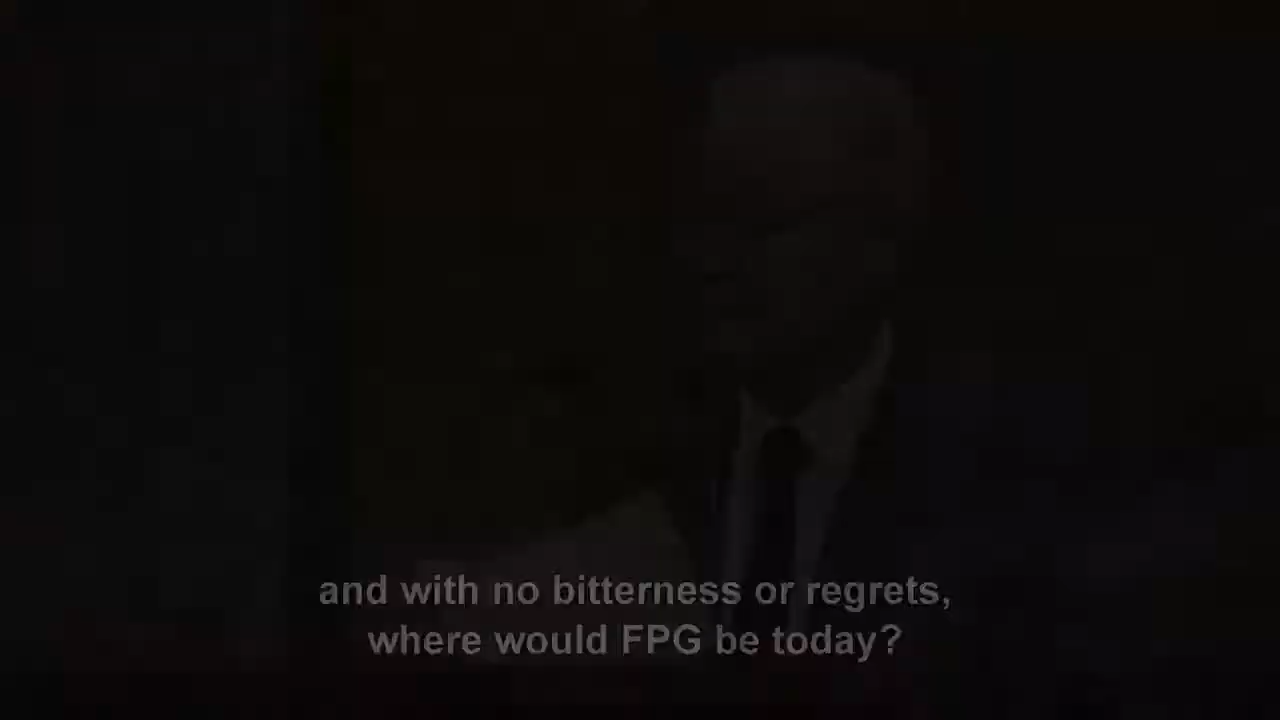 and with no bitterness or regrets,
where would FPG be today?